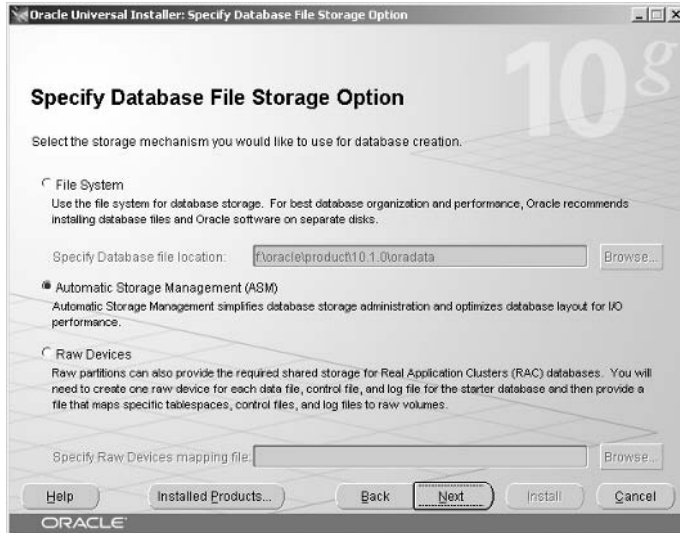 Oracle Universal Installer: Specify Database File Storage Option
10g
Specify Database File Storage Option
Select the storage mechanism you would like to use for database creation.
File System
Use the file system for database storage. For best database organization and performance, Oracle recommends
installing database files and Oracle software on separate disks.
Specify Database file location: f:\oracle\product\10.1.0\oradata Browse...
Automatic Storage Management (ASM)
Automatic Storage Management simplifies database storage administration and optimizes database layout for I/O
performance.
Raw Devices
Raw partitions can also provide the required shared storage for Real Application Clusters (RAC) databases. You will
need to create one raw device for each data file, control file, and log file for the starter database and then provide a
file that maps specific tablespaces, control files, and log files to raw volumes.
Specify Raw Devices mapping file: Browse...
Help Installed Products... Back Next Install Cancel
ORACLE